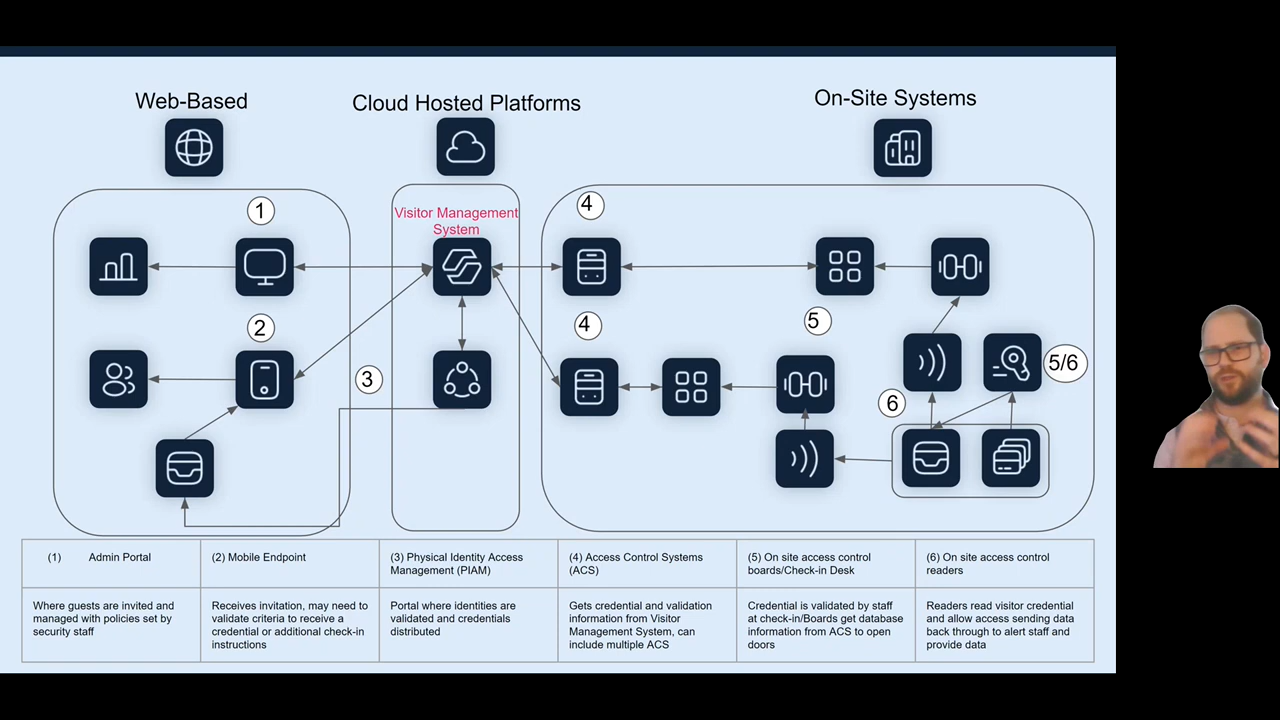 Web-Based
Cloud Hosted Platforms
On-Site Systems
1
4
Visitor Management
System
2
4
5
3
5/6
6
(1) Admin Portal
(2) Mobile Endpoint
(3) Physical Identity Access
Management (PIAM)
(4) Access Control Systems
(ACS)
(5) On site access control
boards/Check-in Desk
(6) On site access control
readers
Where guests are invited and
managed with policies set by
security staff
Receives invitation, may need to
validate criteria to receive a
credential or additional check-in
instructions
Portal where identities are
validated and credentials
distributed
Gets credential and validation
information from Visitor
Management System, can
include multiple ACS
Credential is validated by staff
at check-in/Boards get database
information from ACS to open
doors
Readers read visitor credential
and allow access sending data
back through to alert staff and
provide data